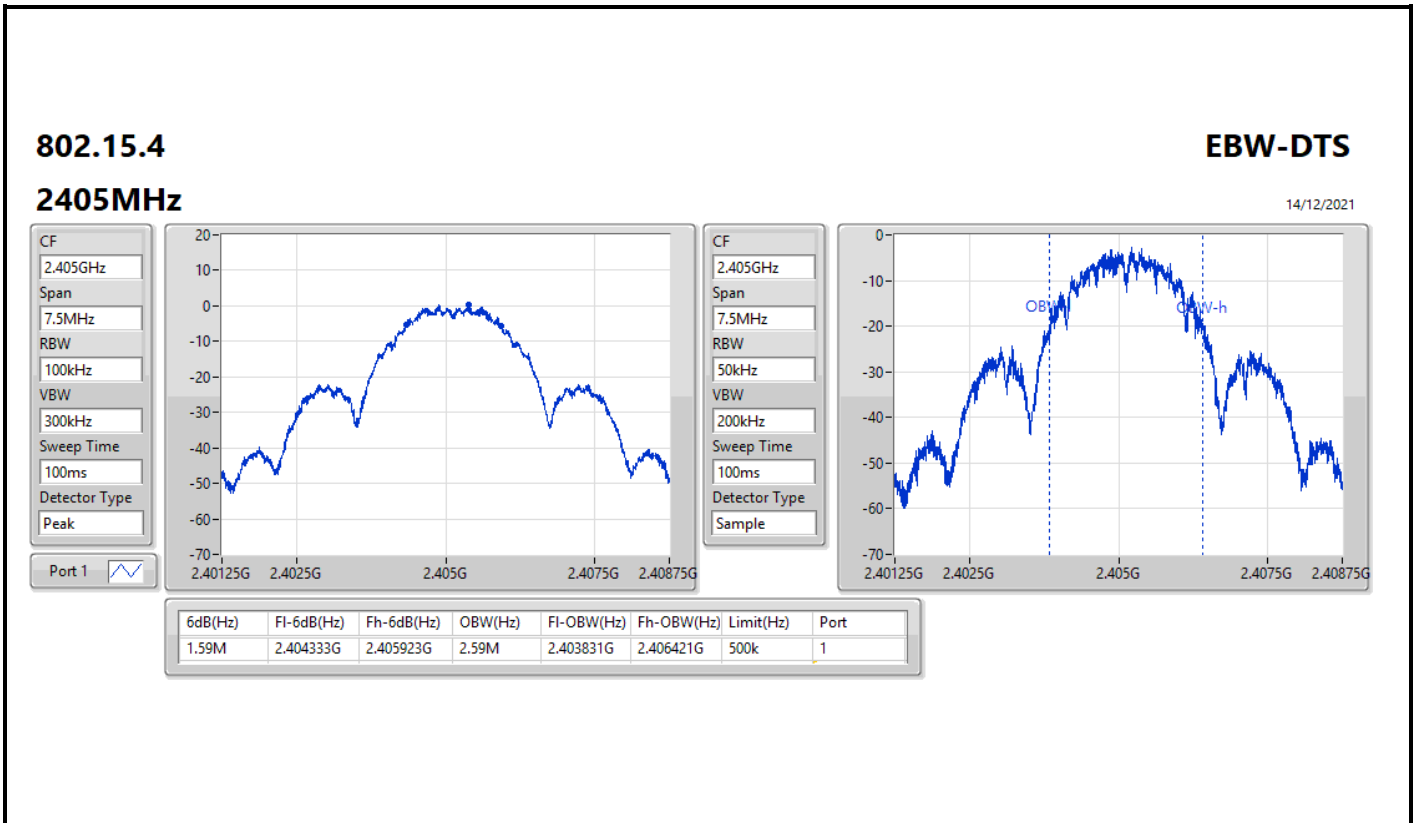 802.15.4
EBW-DTS
2405MHz
14/12/2021
CF
2.405GHz
Span
7.5MHz
RBW
100kHz
VBW
300kHz
Sweep Time
100ms
Detector Type
Peak
Port 1
20
10
0
-10
-20
-30
-40
-50
-60
-70
2.40125G 2.4025G 2.405G 2.4075G 2.40875G
CF
2.405GHz
Span
7.5MHz
RBW
50kHz
VBW
200kHz
Sweep Time
100ms
Detector Type
Sample
0
-10
-20
-30
-40
-50
-60
-70
OBW-h
2.40125G 2.4025G 2.405G 2.4075G 2.40875G
6dB(Hz) Fl-6dB(Hz) Fh-6dB(Hz) OBW(Hz) Fl-OBW(Hz) Fh-OBW(Hz) Limit(Hz) Port
1.59M 2.404333G 2.405923G 2.59M 2.403831G 2.406421G 500k 1